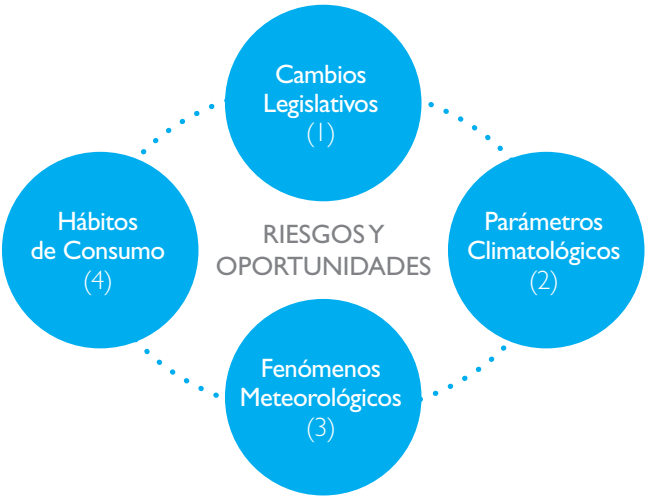 Cambios
Legislativos
(1)
Hábitos
de Consumo
(4)
RIESGOS Y
OPORTUNIDADES
Parámetros
Climatológicos
(2)
Fenómenos
Meteorológicos
(3)